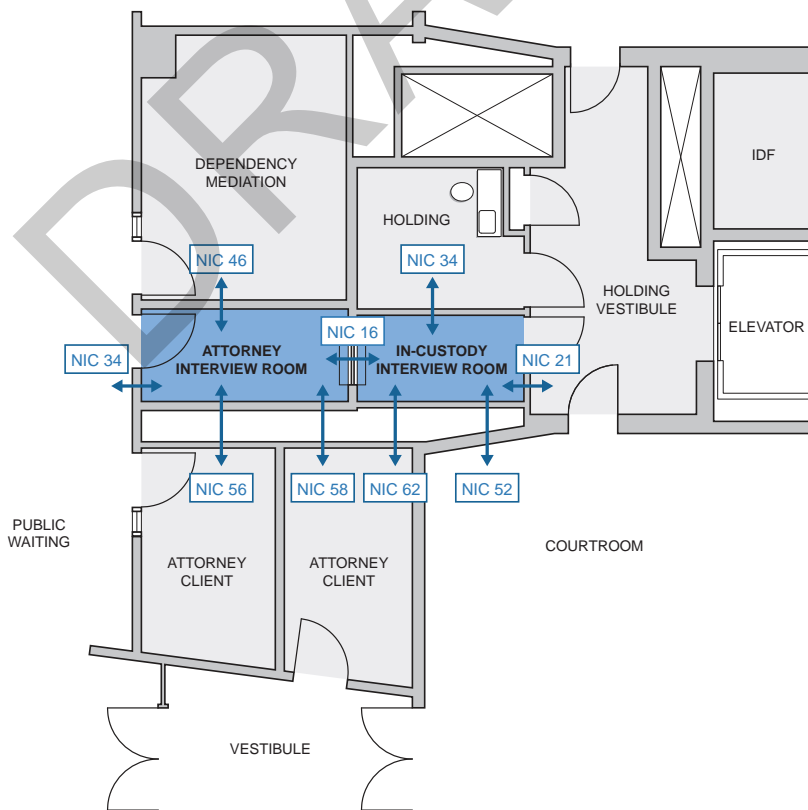 DRA
DEPENDENCY
MEDIATION
IDF
HOLDING
NIC 46
NIC 34
HOLDING
VESTIBULE
ELEVATOR
NIC 16
ATTORNEY
INTERVIEW ROOM
IN-CUSTODY
INTERVIEW ROOM
NIC 34
NIC 21
NIC 56
NIC 58
NIC 62
NIC 52
PUBLIC
WAITING
COURTROOM
ATTORNEY
CLIENT
ATTORNEY
CLIENT
VESTIBULE